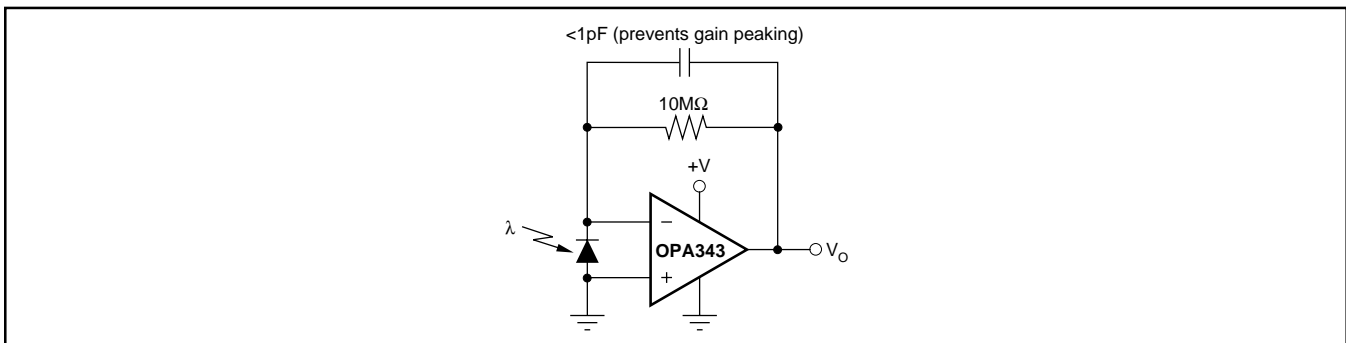 <1pF (prevents gain peaking)
10MΩ
+V
λ
−
OPA343
+
VO